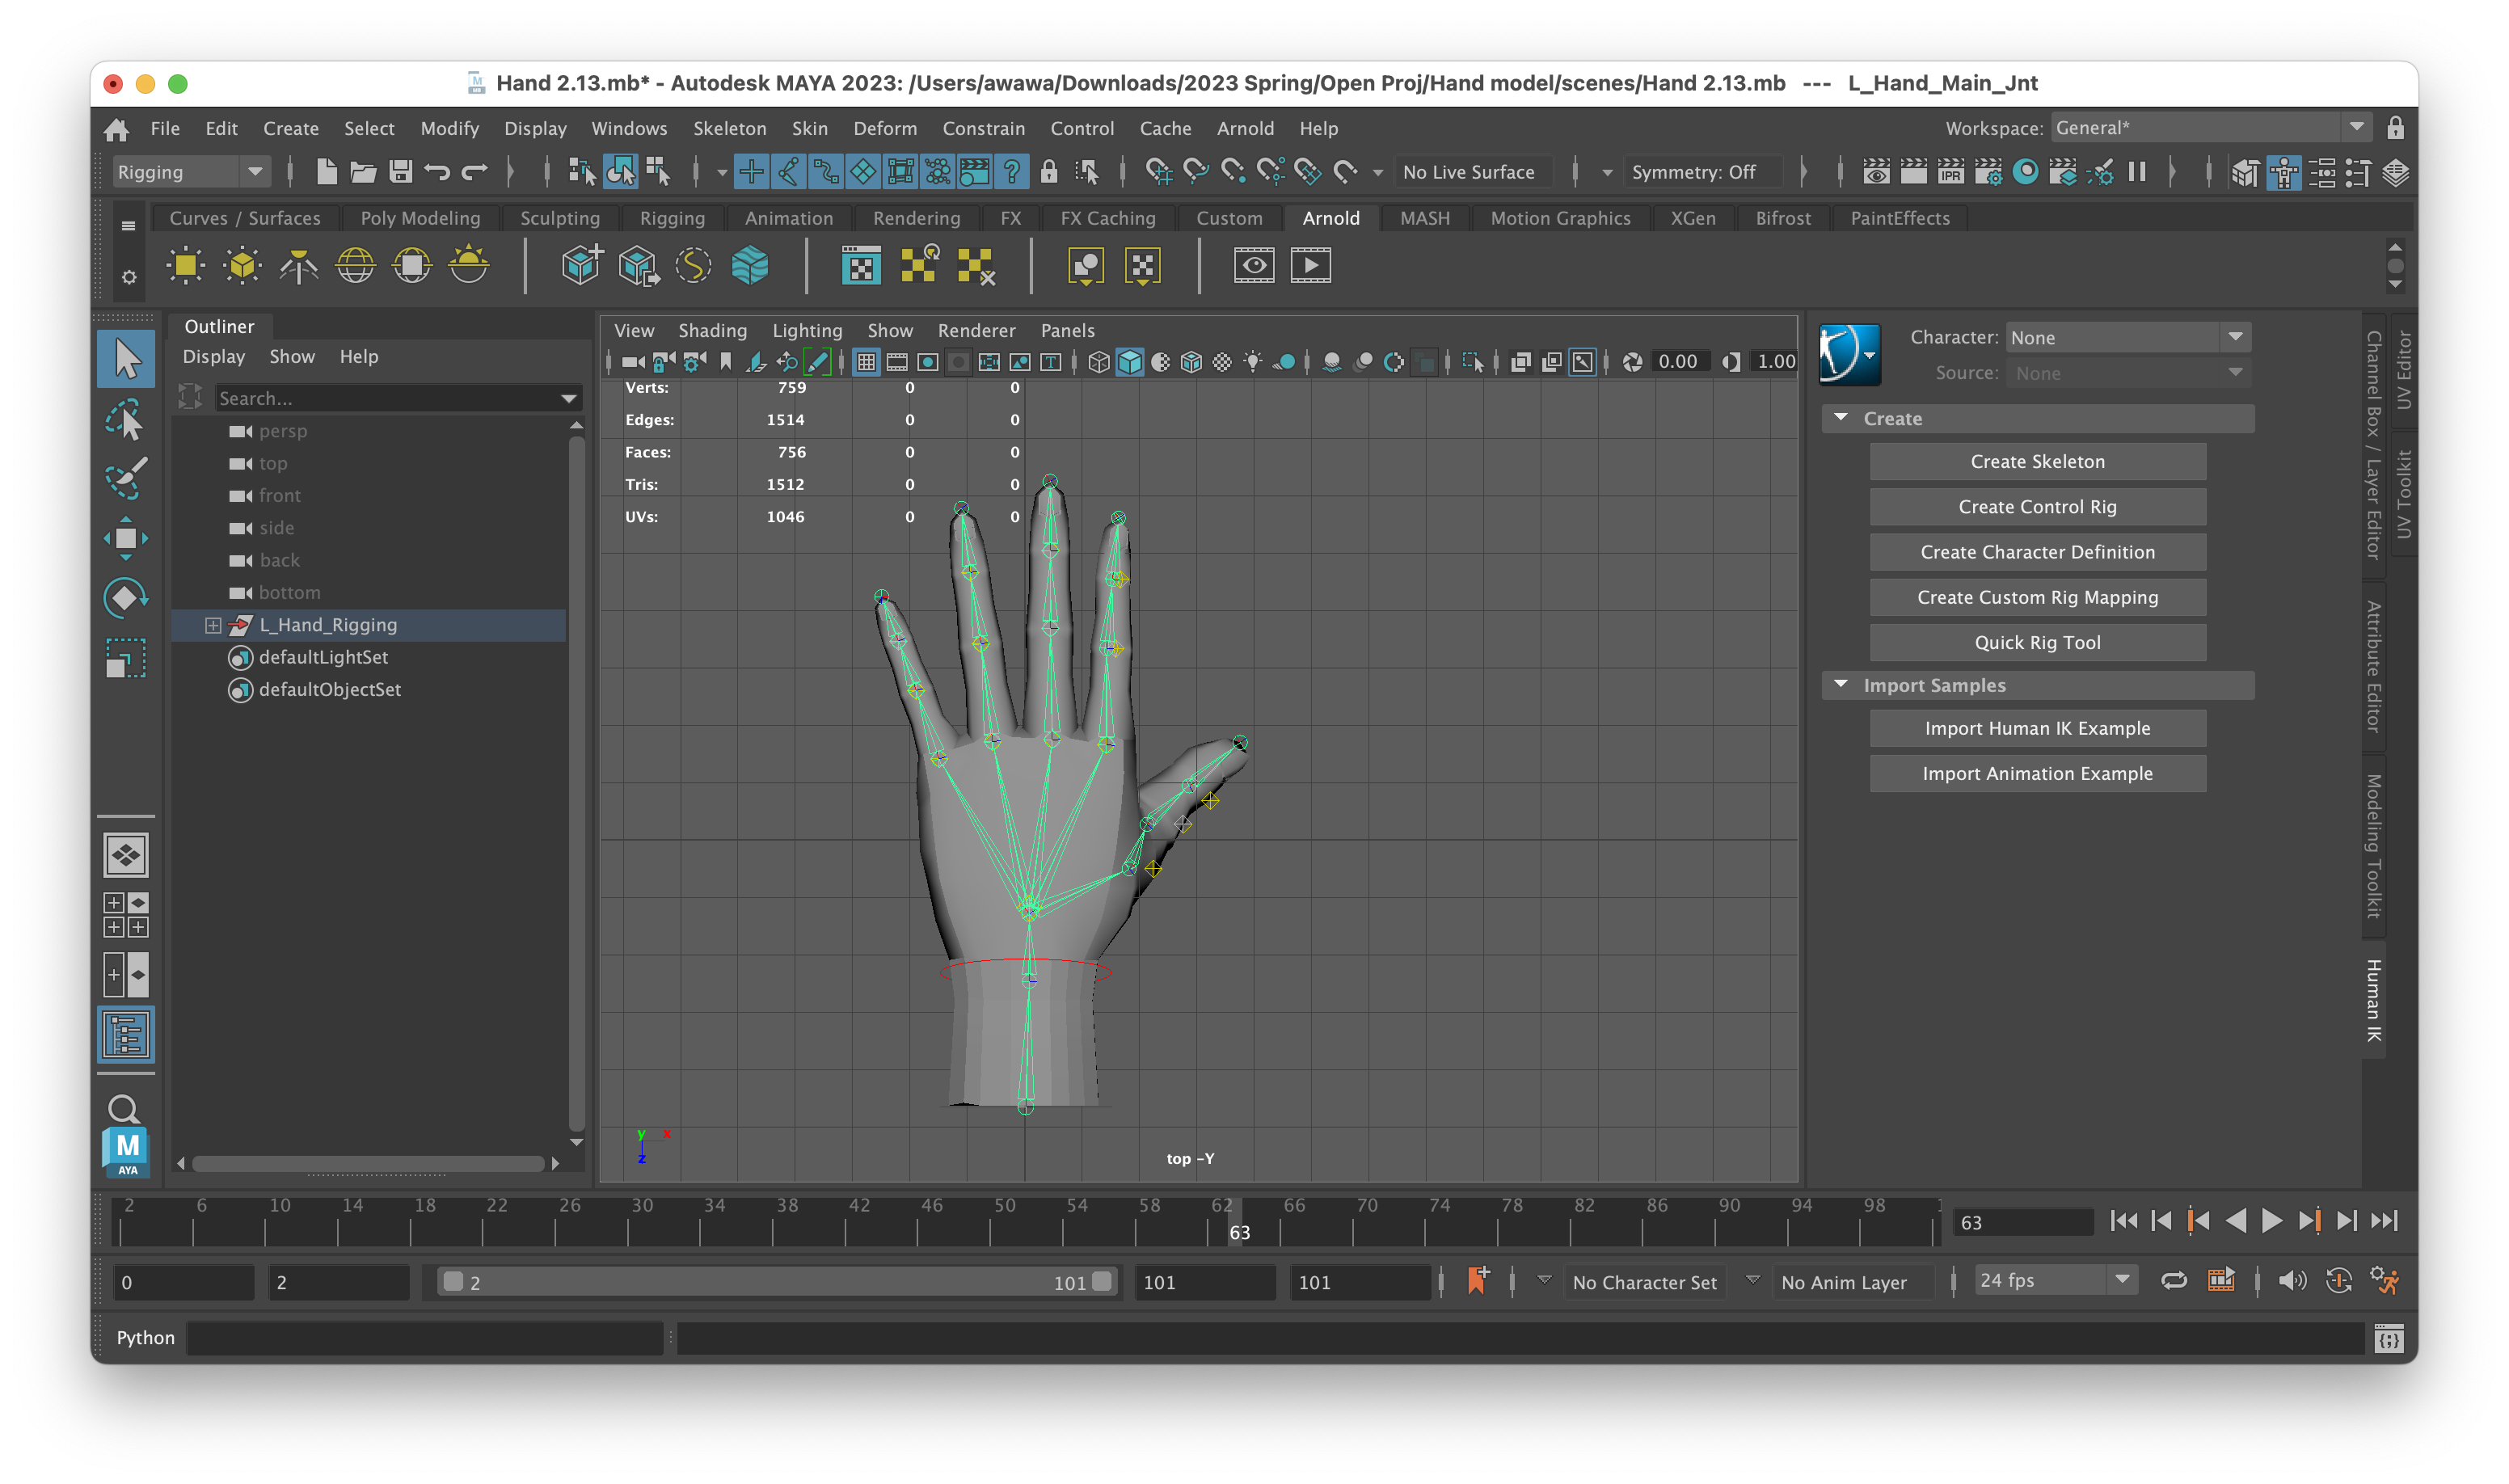 Hand 2.13.mb* - Autodesk MAYA 2023: /Users/awawa/Downloads/2023 Spring/Open Proj/Hand model/scenes/Hand 2.13.mb --- L_Hand_Main_Jnt
File Edit Create Select Modify Display Windows Skeleton Skin Deform Constrain Control Cache Arnold Help
Workspace: General*
Rigging
No Live Surface
Symmetry: Off
IPR
Curves / Surfaces Poly Modeling Sculpting Rigging Animation Rendering FX FX Caching Custom Arnold MASH Motion Graphics XGen Bifrost PaintEffects
Outliner
Display Show Help
Search...
persp
top
front
side
back
bottom
L_Hand_Rigging
defaultLightSet
defaultObjectSet
View Shading Lighting Show Renderer Panels
0.00 1.00
Verts: 759 0 0
Edges: 1514 0 0
Faces: 756 0 0
Tris: 1512 0 0
UVs: 1046 0 0
y x
z
top -Y
Character: None
Source: None
Create
Create Skeleton
Create Control Rig
Create Character Definition
Create Custom Rig Mapping
Quick Rig Tool
Import Samples
Import Human IK Example
Import Animation Example
Channel Box / Layer Editor
Attribute Editor
Modeling Toolkit
Human IK
UV Editor
UV Toolkit
M
AYA
2 6 10 14 18 22 26 30 34 38 42 46 50 54 58 62 66 70 74 78 82 86 90 94 98
63
63
0 2 2 101 101 101 No Character Set No Anim Layer 24 fps
Python